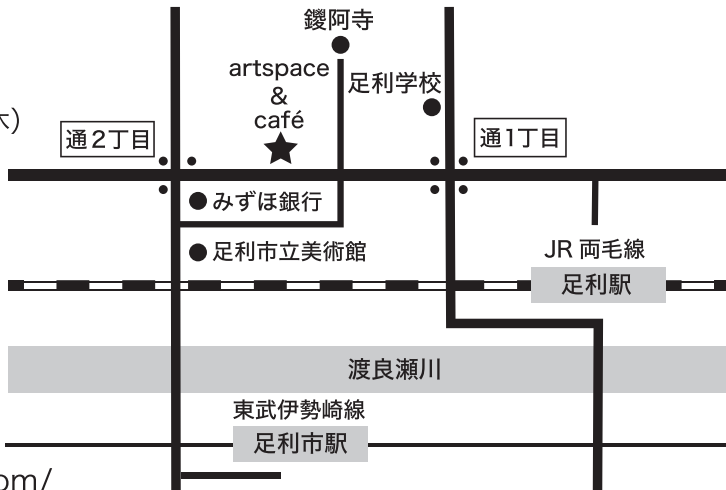 鑁阿寺
artspace
&
café
足利学校
木)
通2丁目
通1丁目
みずほ銀行
足利市立美術館
JR 両毛線
足利駅
渡良瀬川
東武伊勢崎線
足利市駅
om/